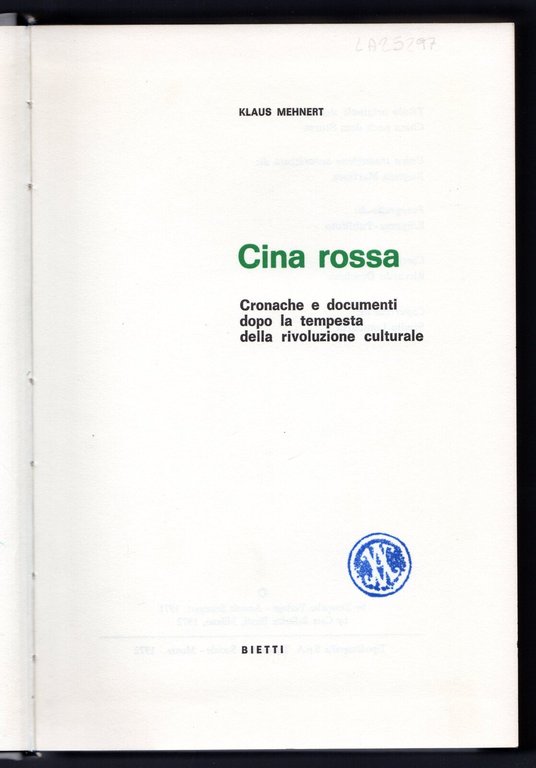 LA25297
KLAUS MEHNERT
Cina rossa
Cronache e documenti
dopo la tempesta
della rivoluzione culturale
BIETTI